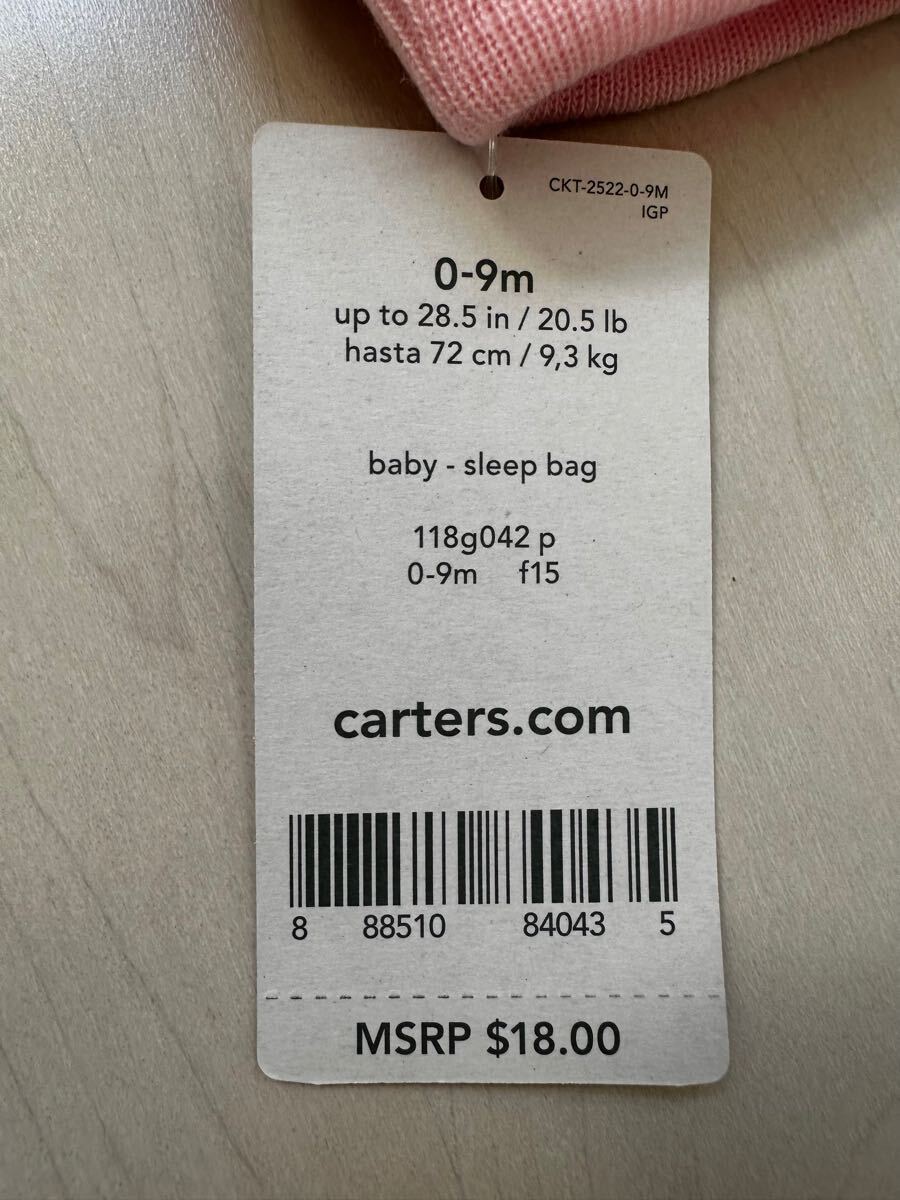 CKT-2522-0-9M
IGP
0-9m
up to 28.5 in / 20.5 lb
hasta 72 cm / 9,3 kg
baby - sleep bag
118g042 p
0-9m f15
carters.com
8 88510 84043 5
MSRP $18.00